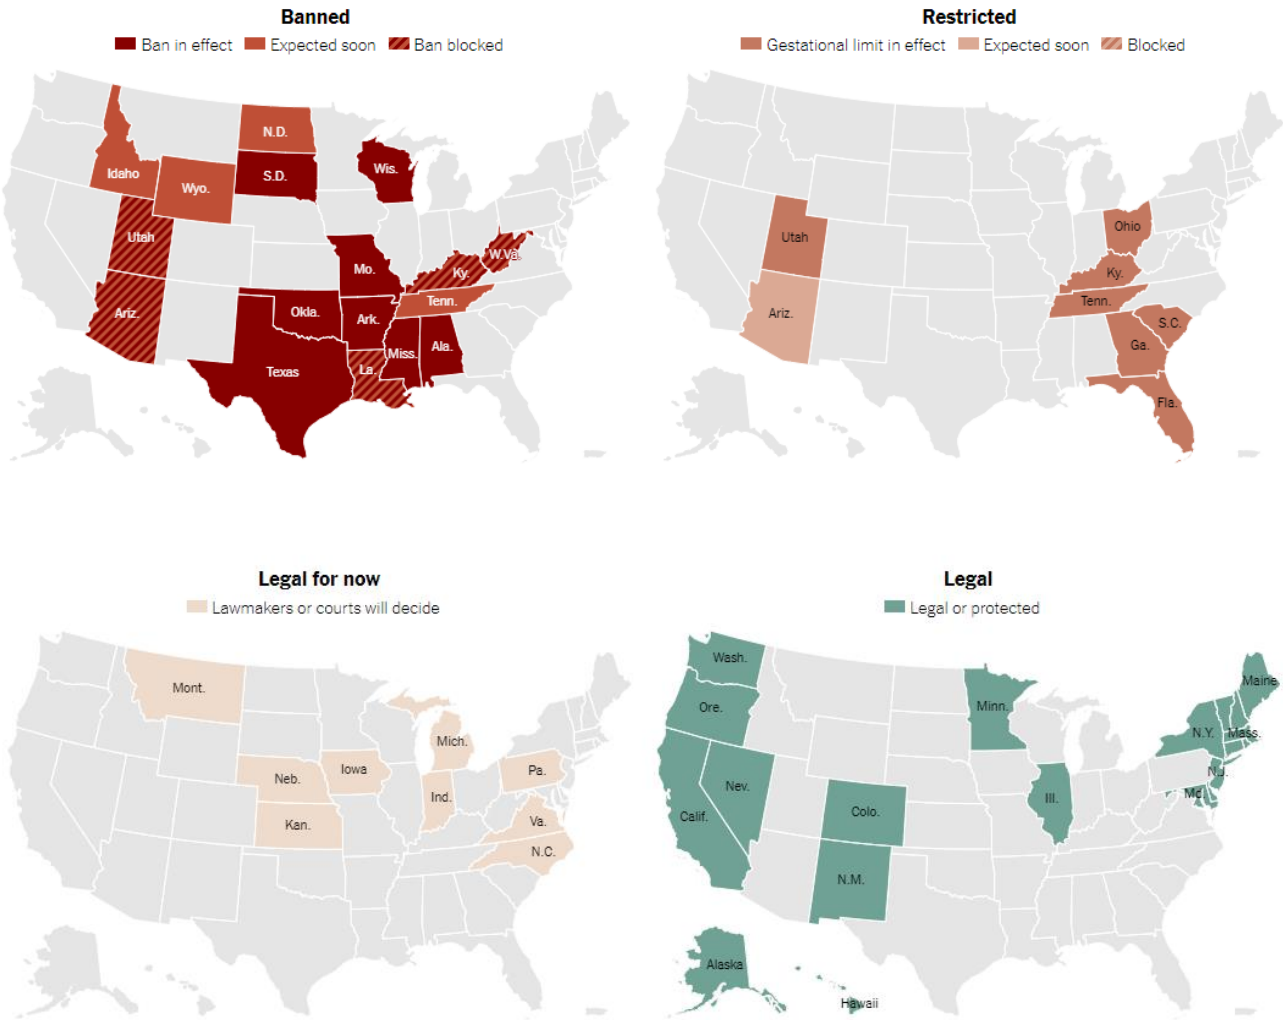 Banned
Ban in effect Expected soon Ban blocked
N.D.
Idaho
Wyo.
S.D.
Wis.
Utah
W.Va.
Mo.
Ky.
Ariz.
Okla.
Ark.
Tenn.
Miss.
Ala.
Texas
La.
Restricted
Gestational limit in effect Expected soon Blocked
Utah
Ohio
Ky.
Ariz.
Tenn.
S.C.
Ga.
Fla.
Legal for now
Lawmakers or courts will decide
Mont.
Mich.
Neb.
Iowa
Ind.
Pa.
Kan.
Va.
N.C.
Legal
Legal or protected
Wash.
Maine
Ore.
Minn.
N.Y.
Mass.
Nev.
N.J.
Calif.
Colo.
Ill.
Md.
N.M.
Alaska
Hawaii